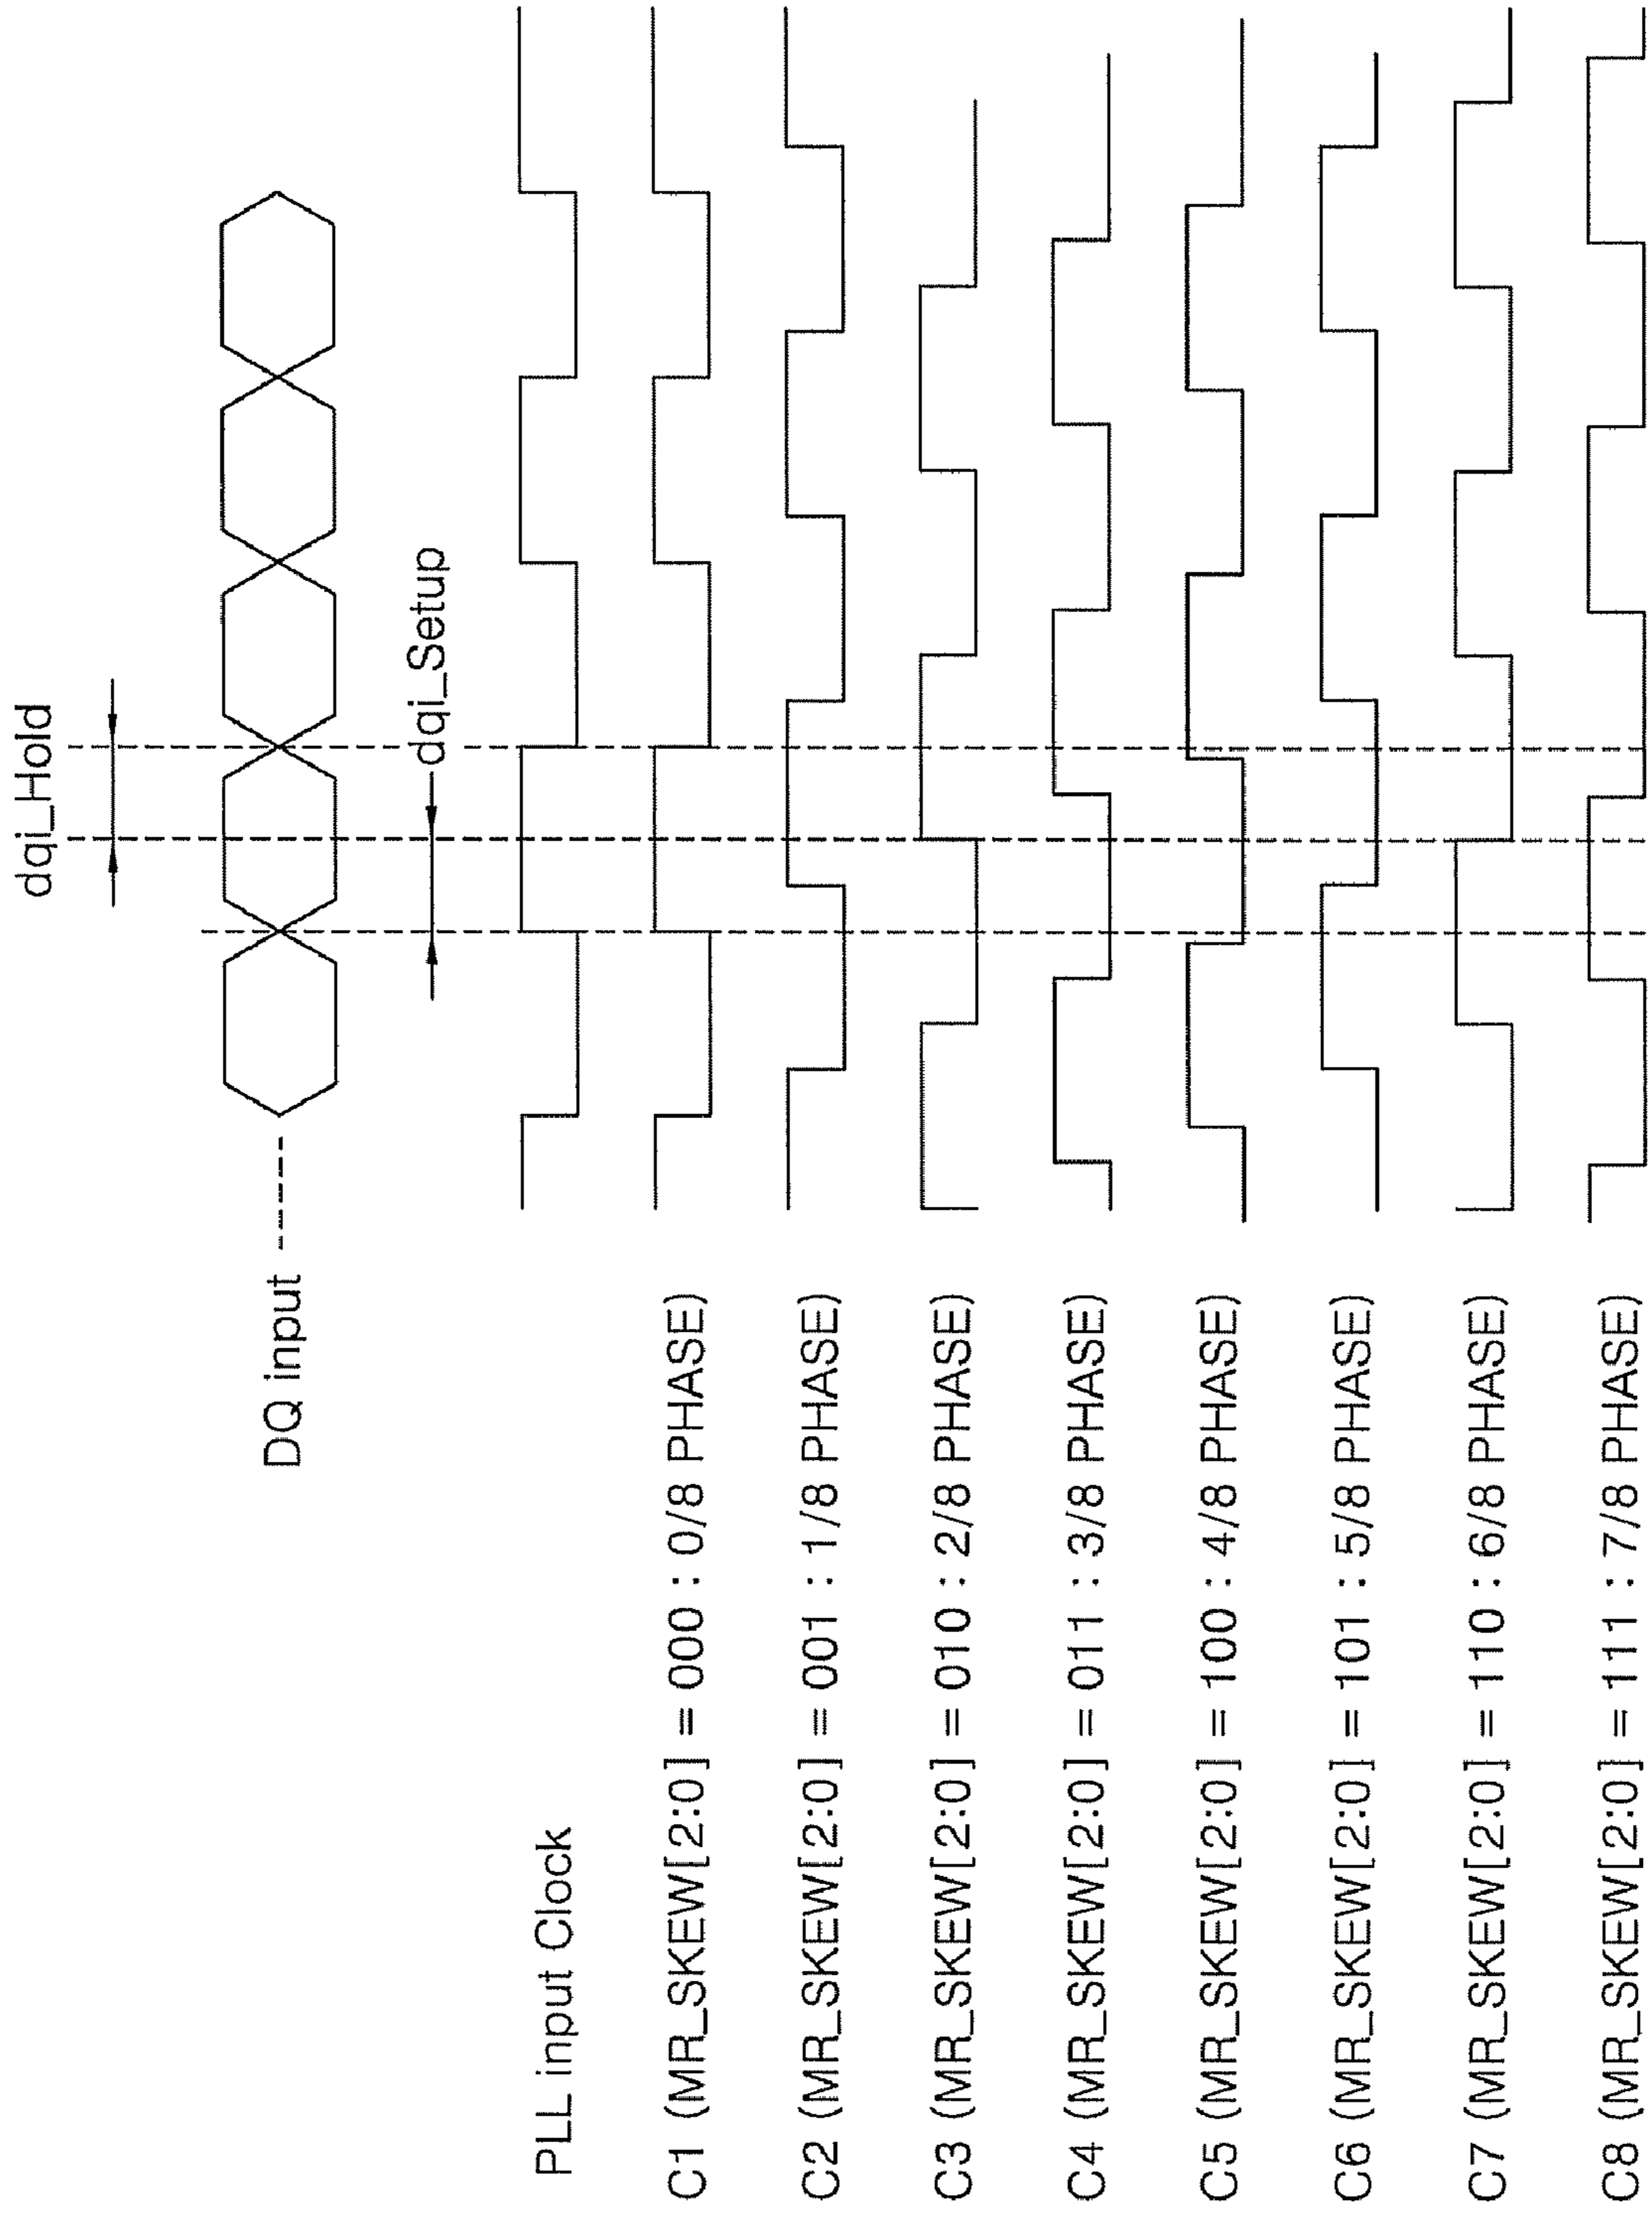 dqi_Hold
DQ input
dqi_Setup
PLL input Clock
C1 (MR_SKEW[2:0] = 000 : 0/8 PHASE)
C2 (MR_SKEW[2:0] = 001 : 1/8 PHASE)
C3 (MR_SKEW[2:0] = 010 : 2/8 PHASE)
C4 (MR_SKEW[2:0] = 011 : 3/8 PHASE)
C5 (MR_SKEW[2:0] = 100 : 4/8 PHASE)
C6 (MR_SKEW[2:0] = 101 : 5/8 PHASE)
C7 (MR_SKEW[2:0] = 110 : 6/8 PHASE)
C8 (MR_SKEW[2:0] = 111 : 7/8 PHASE)